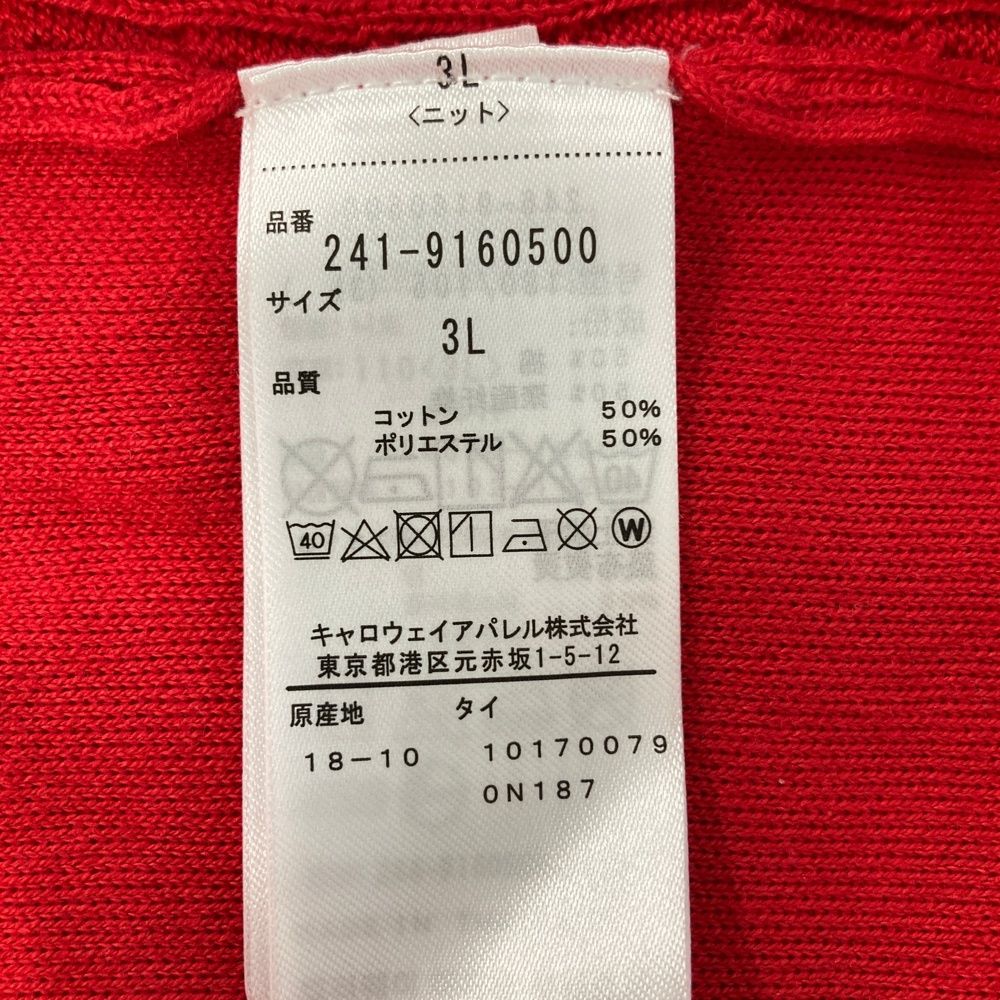 3L
〈ニット〉
品番
241-9160500
サイズ
3L
品質
コットン 50%
ポリエステル 50%
40
W
キャロウェイアパレル株式会社
東京都港区元赤坂1-5-12
原産地 タイ
18-10 10170079
0N187